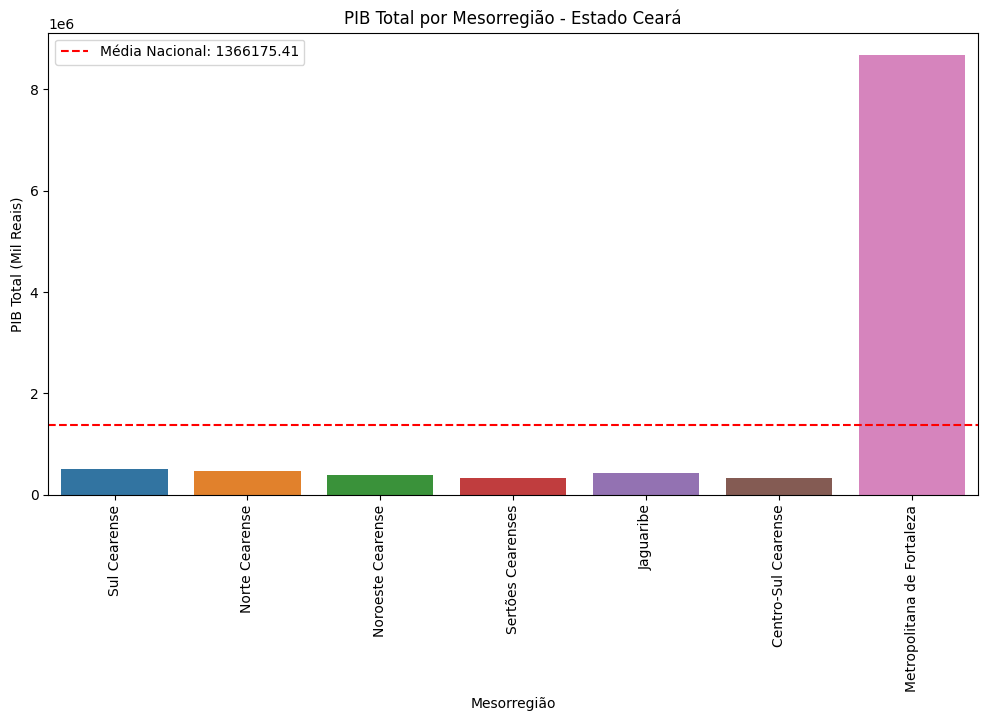 PIB Total por Mesorregião - Estado Ceará
1e6
Média Nacional: 1366175.41
PIB Total (Mil Reais)
8
6
4
2
0
Sul Cearense
Norte Cearense
Noroeste Cearense
Sertões Cearenses
Jaguaribe
Centro-Sul Cearense
Metropolitana de Fortaleza
Mesorregião